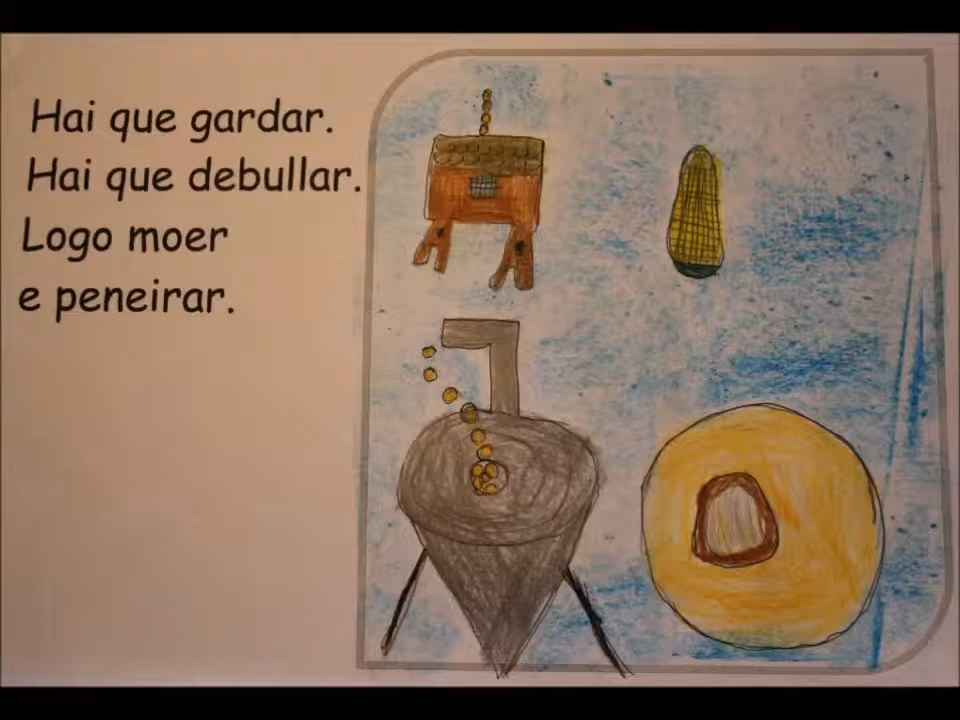 Hai que gardar.
Hai que debullar.
Logo moer
e peneirar.